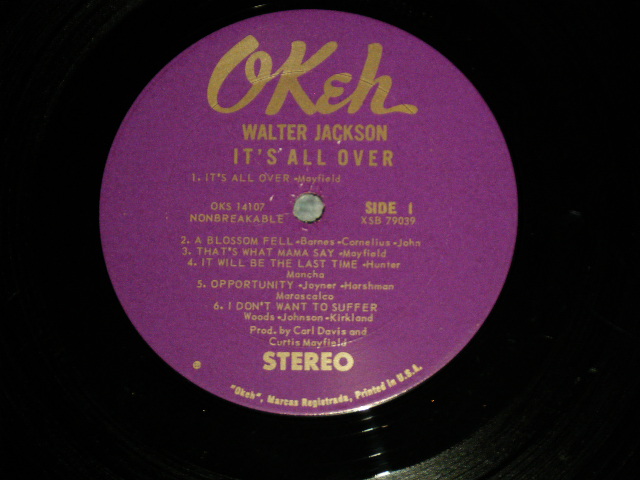 OKeh
WALTER JACKSON
IT'S ALL OVER
1. IT'S ALL OVER -Mayfield
OKS 14107
NONBREAKABLE
SIDE 1
XSB 79039
2. A BLOSSOM FELL -Barnes -Cornelius -John
3. THAT'S WHAT MAMA SAY -Mayfield
4. IT WILL BE THE LAST TIME -Hunter
Mancha
5. OPPORTUNITY -Joyner -Harshman
Marascalco
6. I DON'T WANT TO SUFFER
Woods -Johnson -Kirkland
Prod. by Carl Davis and
Curtis Mayfield
STEREO
℗
"Okeh", Marcas Registrada, Printed in U.S.A.